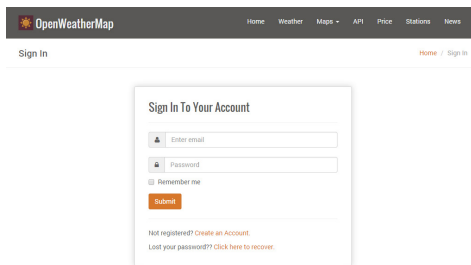 OpenWeatherMap Home Weather Maps API Price Stations News
Sign In Home / Sign in
Sign In To Your Account
Enter email
Password
Remember me
Submit
Not registered? Create an Account.
Lost your password?? Click here to recover.